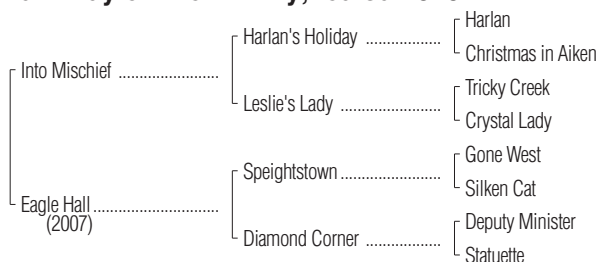 Harlan
Harlan's Holiday ....................
Christmas in Aiken
Into Mischief ..........................
Tricky Creek
Leslie's Lady ..........................
Crystal Lady
Gone West
Speightstown ..........................
Silken Cat
Eagle Hall ................................
(2007)
Deputy Minister
Diamond Corner ....................
Statuette